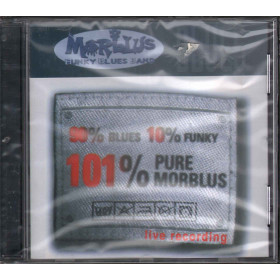 MORBLUS
FUNKY BLUES BAND
% BLUES 10% FUNKY
101% PURE
MORBLUS
live recording